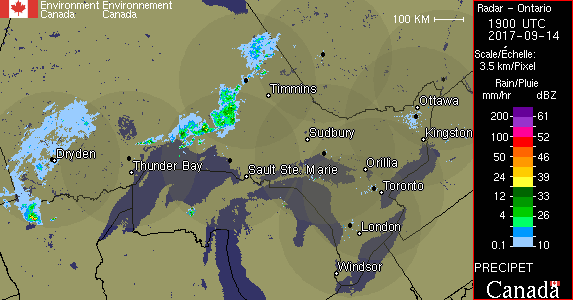 Environment Environnement
Canada Canada
100 KM
Timmins
Ottawa
Sudbury
Kingston
Dryden
Thunder Bay
Sault Ste. Marie
Orillia
Toronto
London
Windsor
Radar - Ontario
1900 UTC
2017-09-14
Scale/Échelle:
3.5 km/Pixel
Rain/Pluie
mm/hr dBZ
200 61
100 52
50 46
24 39
12 33
4 26
0.1 10
PRECIPET
Canada